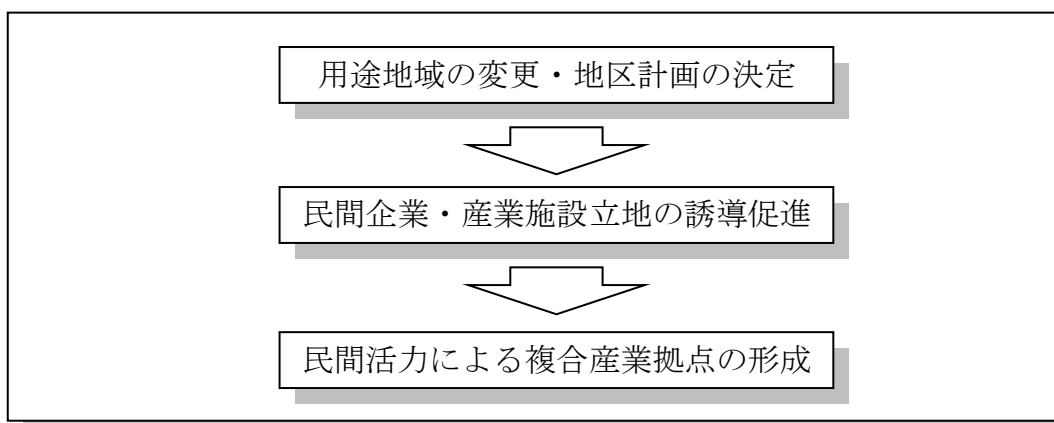 用途地域の変更・地区計画の決定
民間企業・産業施設立地の誘導促進
民間活力による複合産業拠点の形成